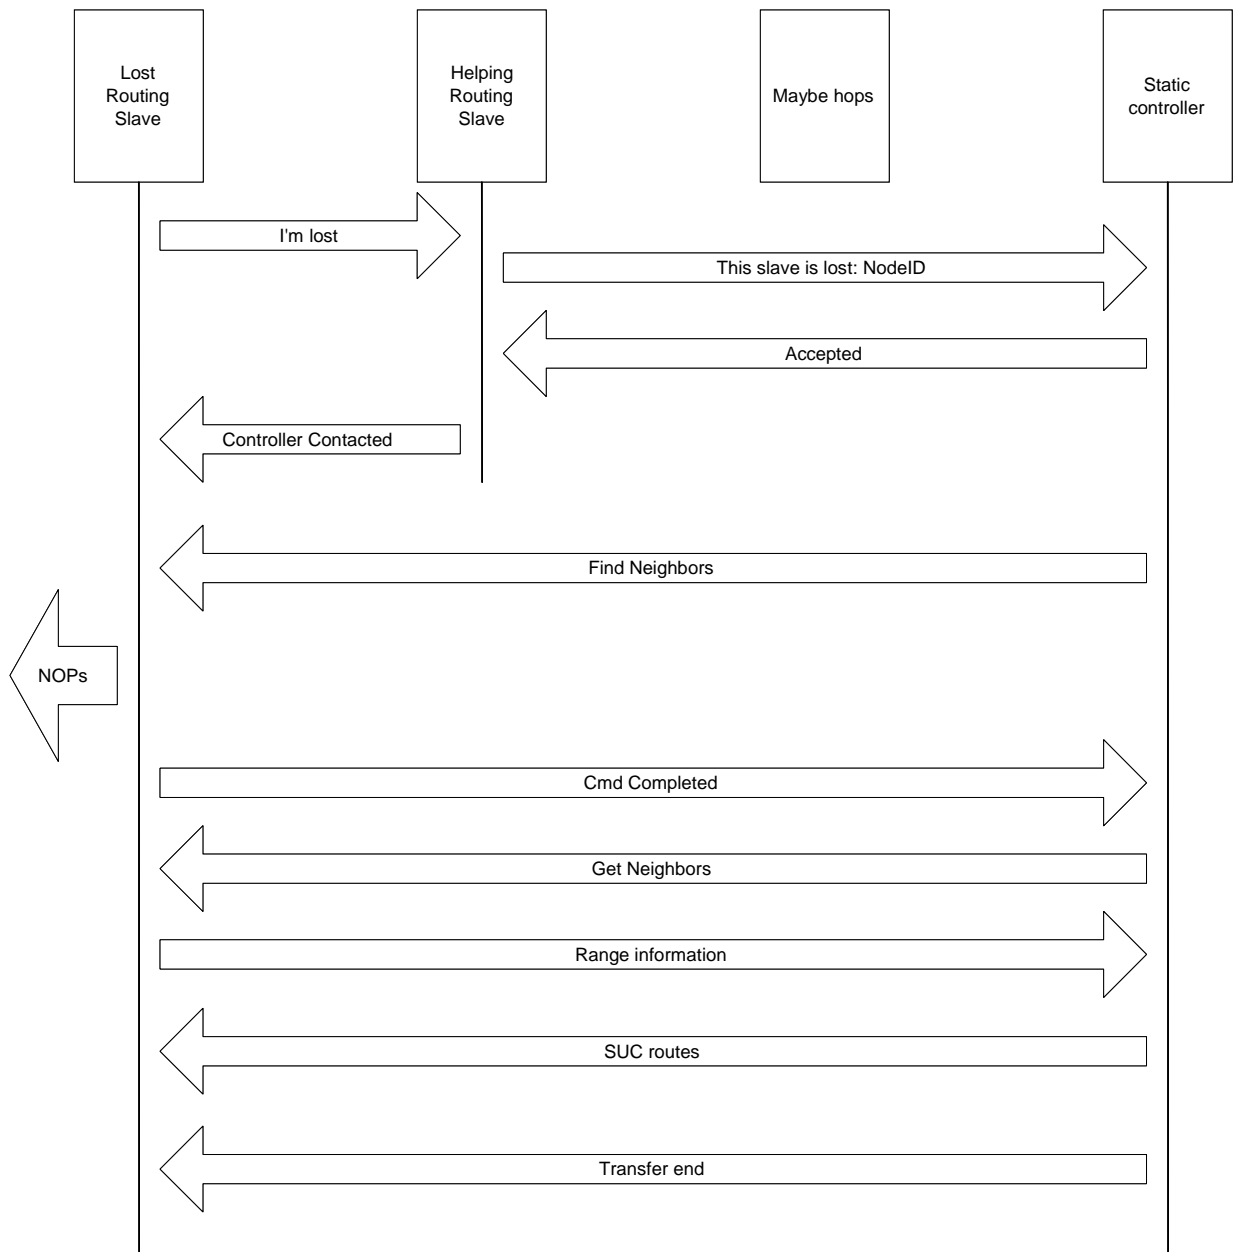 Lost
Routing
Slave
Helping
Routing
Slave
Maybe hops
Static
controller
I'm lost
This slave is lost: NodeID
Accepted
Controller Contacted
Find Neighbors
NOPs
Cmd Completed
Get Neighbors
Range information
SUC routes
Transfer end